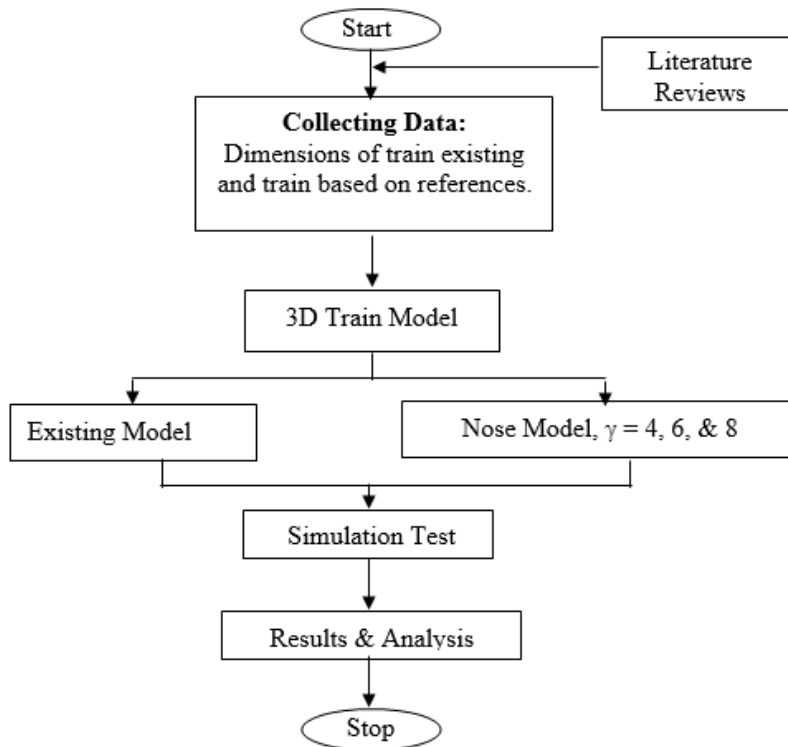 Start
Literature
Reviews
Collecting Data:
Dimensions of train existing
and train based on references.
3D Train Model
Existing Model
Nose Model, γ = 4, 6, & 8
Simulation Test
Results & Analysis
Stop